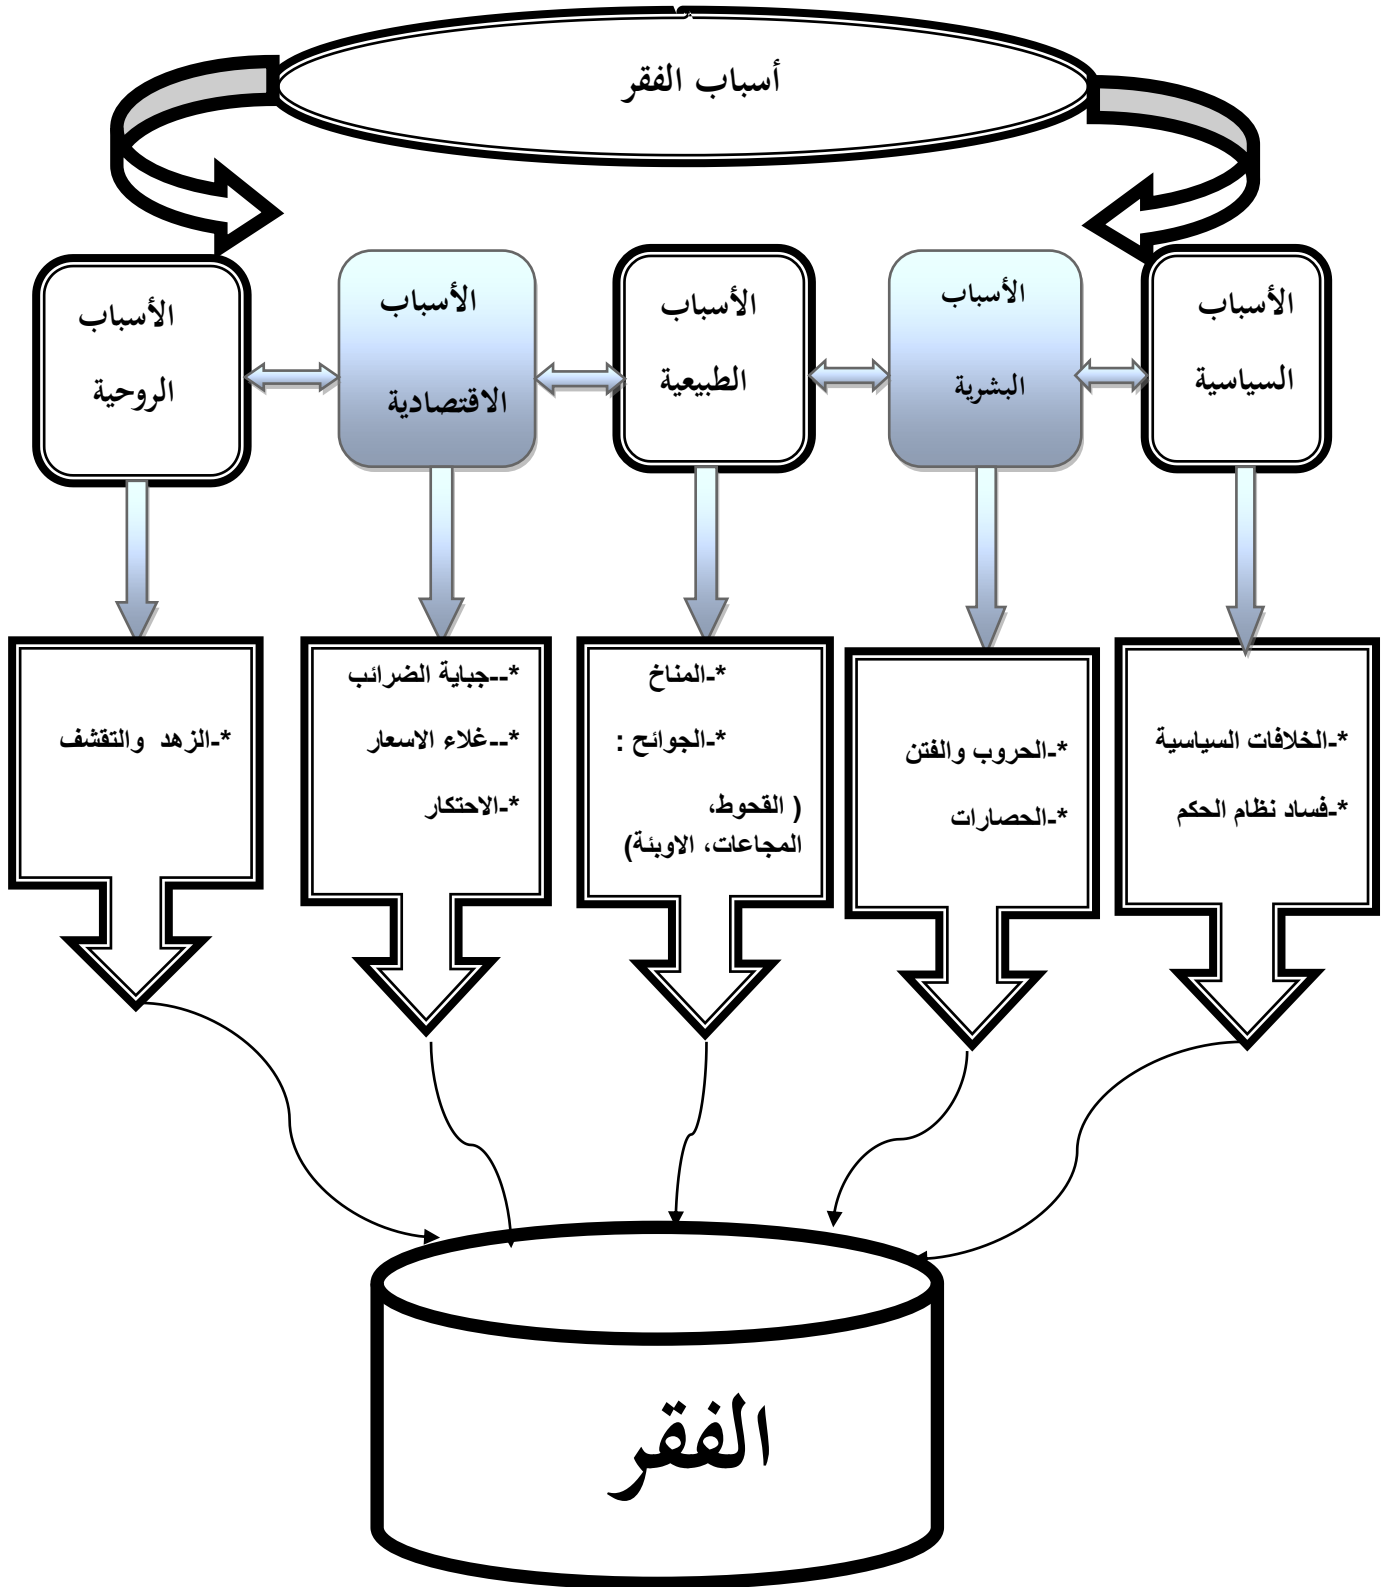 أسباب الفقر
الأسباب
السياسية
الأسباب
البشرية
الأسباب
الطبيعية
الأسباب
الاقتصادية
الأسباب
الروحية
*-الخلافات السياسية
*-فساد نظام الحكم
*-الحروب والفتن
*-الحصارات
*-المناخ
*-الجوائح :
( القحوط،
المجاعات، الاوبئة)
*--جباية الضرائب
*--غلاء الاسعار
*-الاحتكار
*-الزهد والتقشف
الفقر